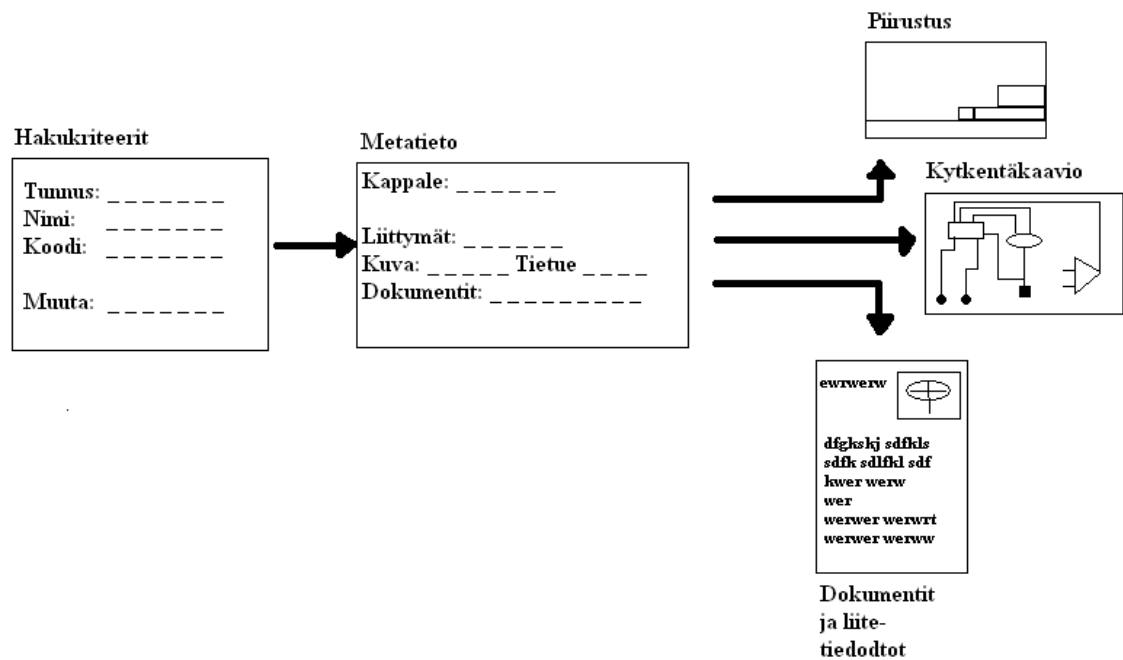 Hakukriteerit
Tunnus: _ _ _ _ _ _ _
Nimi: _ _ _ _ _ _ _
Koodi: _ _ _ _ _ _ _
Muuta: _ _ _ _ _ _ _
Metatieto
Kappale: _ _ _ _ _ _
Liittymät: _ _ _ _ _ _
Kuva: _ _ _ _ _ Tietue _ _ _ _
Dokumentit: _ _ _ _ _ _ _ _ _
Piirustus
Kytkentäkaavio
ewrwerw
dfgkskj sdfkls
sdfk sdlfkl sdf
kwer werw
wer
werwer werwrt
werwer werww
Dokumentit
ja liite-
tiedodtot